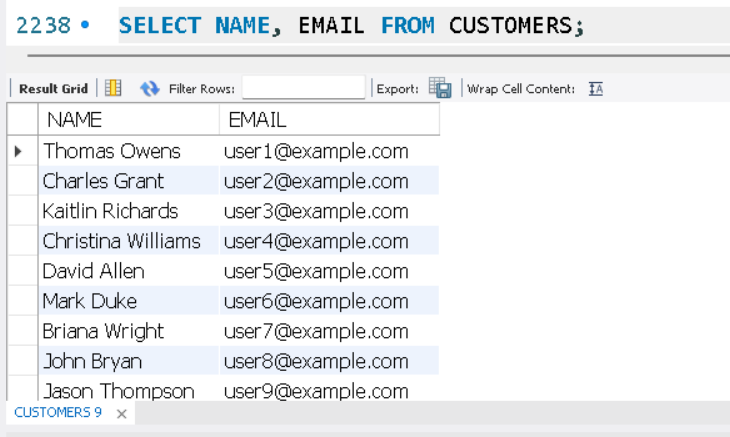 2238 SELECT NAME, EMAIL FROM CUSTOMERS;
Result Grid Filter Rows: Export: Wrap Cell Content: IA
NAME EMAIL
Thomas Owens user1@example.com
Charles Grant user2@example.com
Kaitlin Richards user3@example.com
Christina Williams user4@example.com
David Allen user5@example.com
Mark Duke user6@example.com
Briana Wright user7@example.com
John Bryan user8@example.com
Jason Thompson user9@example.com
CUSTOMERS 9